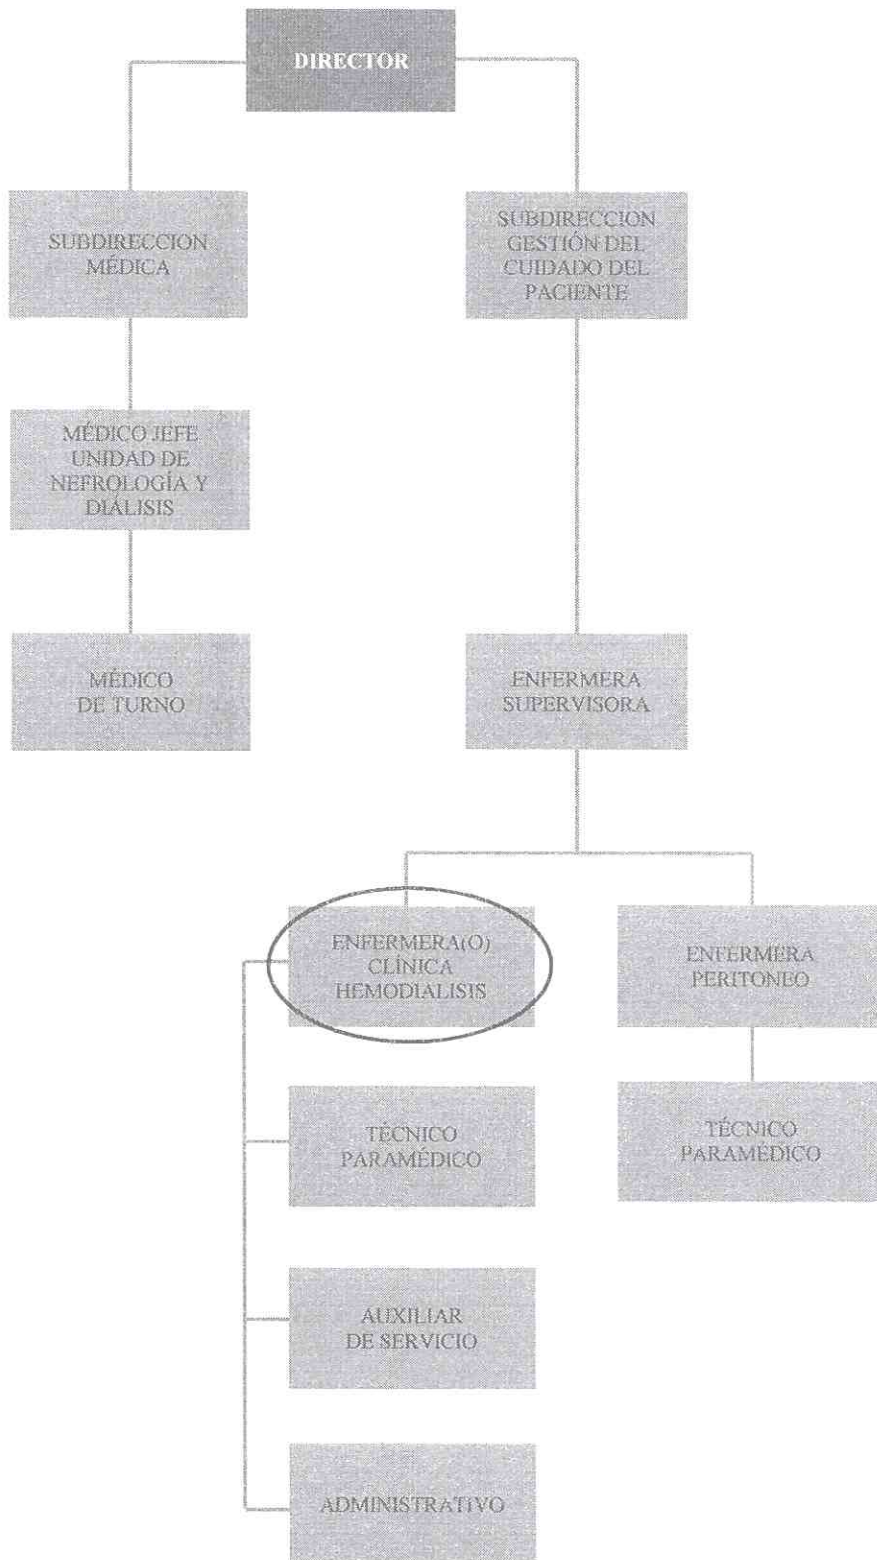 DIRECTOR
SUBDIRECCION
MÉDICA
SUBDIRECCION
GESTIÓN DEL
CUIDADO DEL
PACIENTE
MÉDICO JEFE
UNIDAD DE
NEFROLOGÍA Y
DIÁLISIS
MÉDICO
DE TURNO
ENFERMERA
SUPERVISORA
ENFERMERA(O)
CLÍNICA
HEMODIALISIS
ENFERMERA
PERITONEO
TÉCNICO
PARAMÉDICO
TÉCNICO
PARAMÉDICO
AUXILIAR
DE SERVICIO
ADMINISTRATIVO